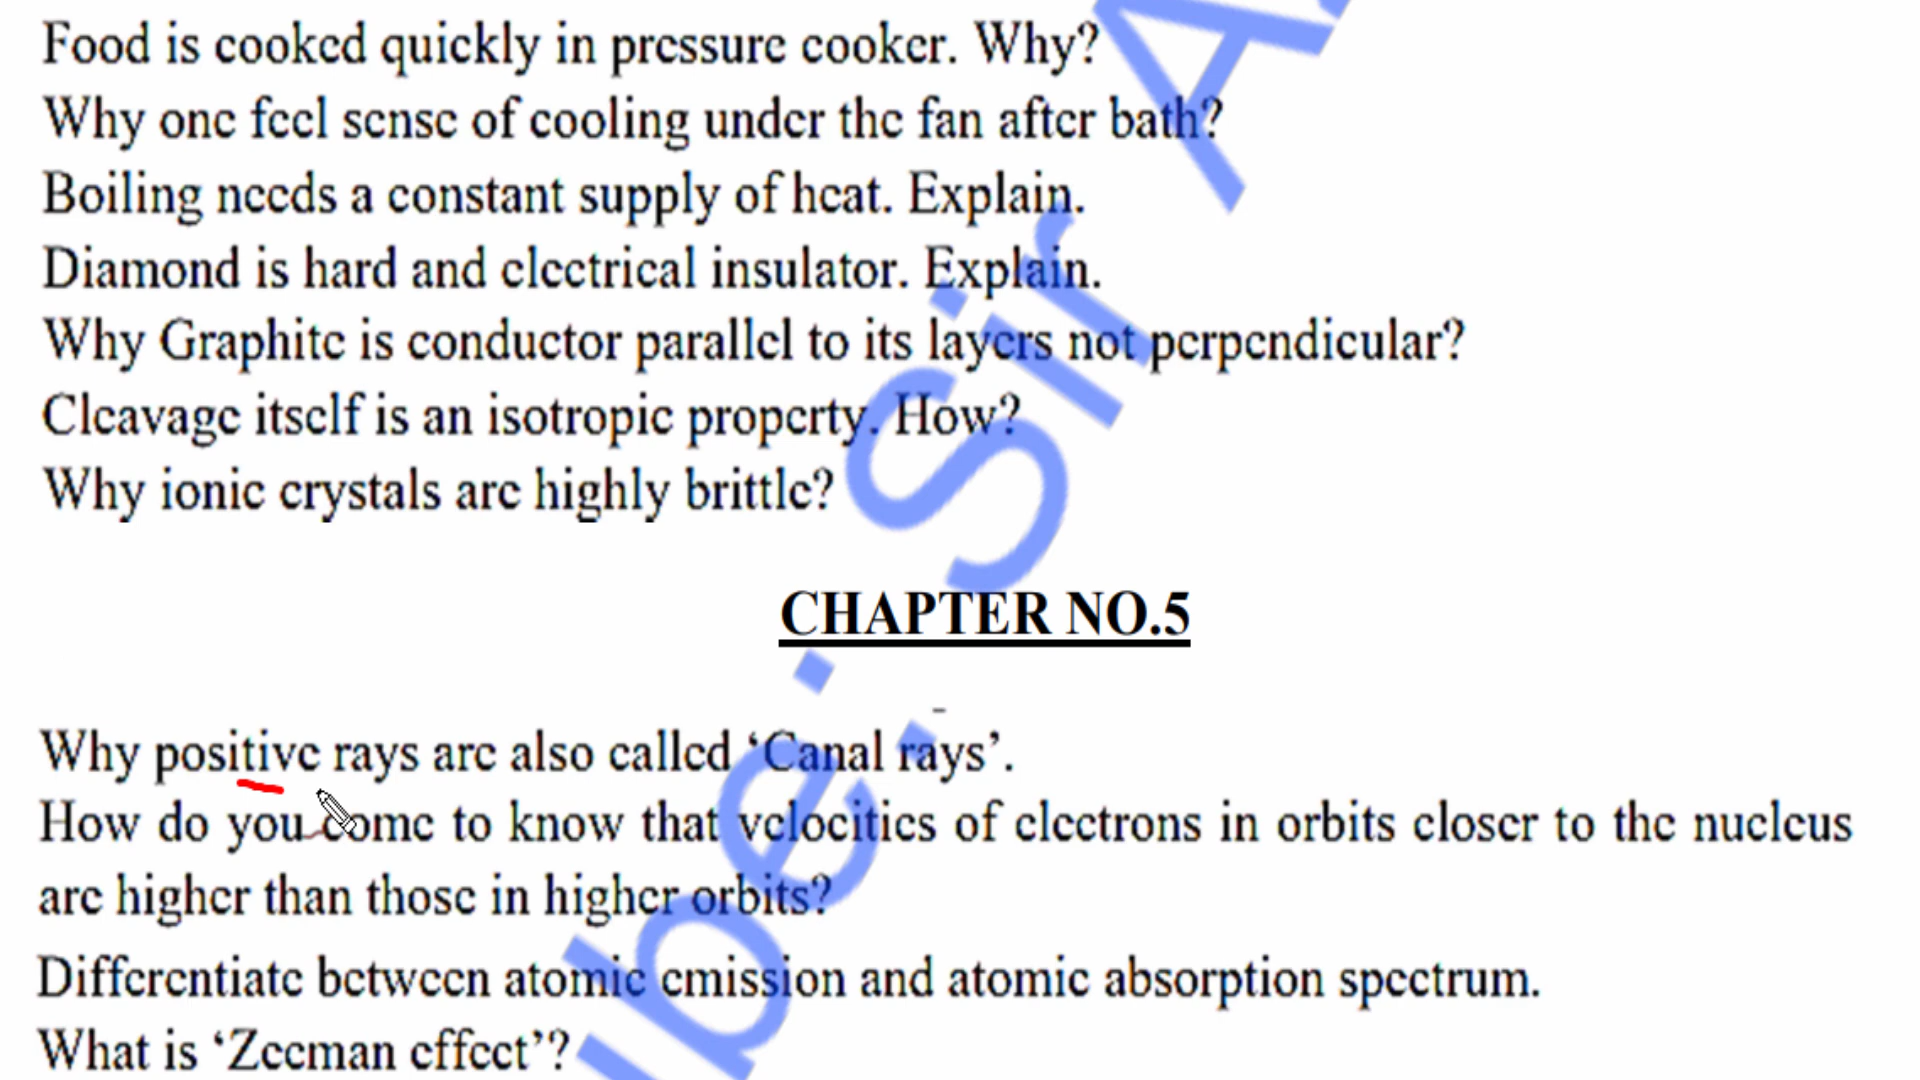 Food is cooked quickly in pressure cooker. Why?
Why one feel sense of cooling under the fan after bath?
Boiling needs a constant supply of heat. Explain.
Diamond is hard and electrical insulator. Explain.
Why Graphite is conductor parallel to its layers not perpendicular?
Cleavage itself is an isotropic property. How?
Why ionic crystals are highly brittle?
CHAPTER NO.5
Why positive rays are also called ‘Canal rays’.
How do you come to know that velocities of electrons in orbits closer to the nucleus
are higher than those in higher orbits?
Differentiate between atomic emission and atomic absorption spectrum.
What is ‘Zeeman effect’?
be: Sir A